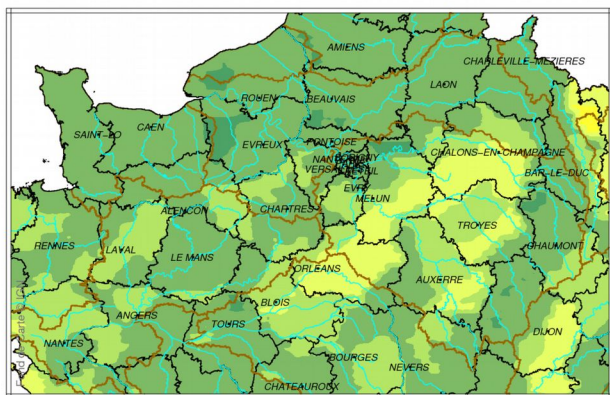 AMIENS
CHARLEVILLE-MEZIERES
LAON
ROUEN
BEAUVAIS
SAINT-LO
CAEN
EVREUX
PONTOISE
CHALONS-EN-CHAMPAGNE
BAR-LE-DUC
EVRY
MELUN
ALENCON
CHARTRES
TROYES
RENNES
LAVAL
LE MANS
CHAUMONT
ORLEANS
AUXERRE
BLOIS
ANGERS
TOURS
DIJON
NANTES
BOURGES
NEVERS
CHATEAUROUX